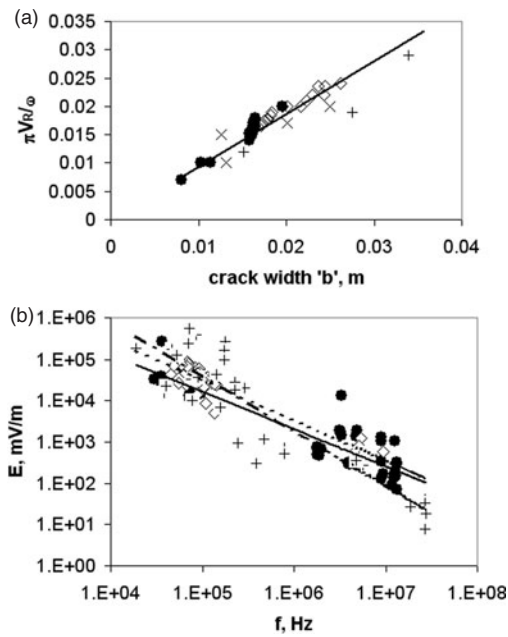 (a)
0.035
0.03
0.025
0.02
0.015
0.01
0.005
0
πVR/ω
0 0.01 0.02 0.03 0.04
crack width 'b', m
(b)
1.E+06
1.E+05
1.E+04
1.E+03
1.E+02
1.E+01
1.E+00
E, mV/m
1.E+04 1.E+05 1.E+06 1.E+07 1.E+08
f, Hz